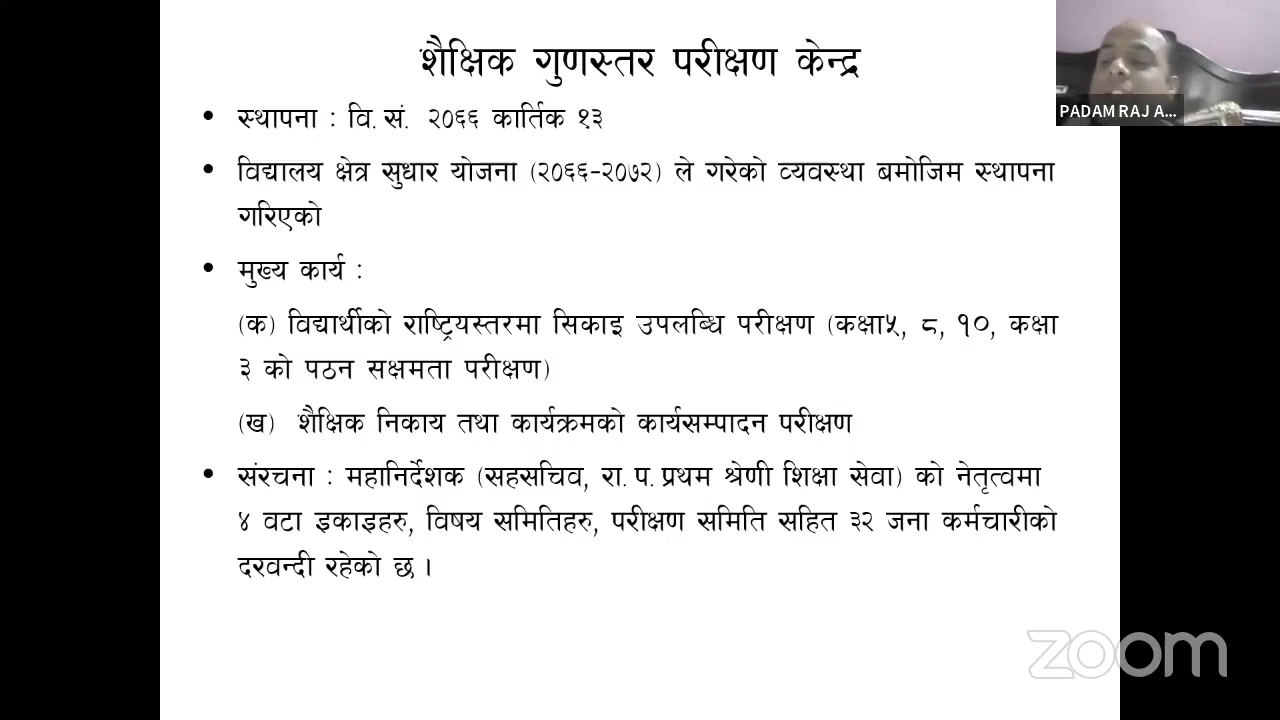 शैक्षिक गुणस्तर परीक्षण केन्द्र
PADAM RAJ A...
• स्थापना : वि.सं. २०६६ कार्तिक १३
• विद्यालय क्षेत्र सुधार योजना (२०६६-२०७२) ले गरेको व्यवस्था बमोजिम स्थापना
गरिएको
• मुख्य कार्य :
(क) विद्यार्थीको राष्ट्रियस्तरमा सिकाइ उपलब्धि परीक्षण (कक्षा५, ८, १०, कक्षा
३ को पठन सक्षमता परीक्षण)
(ख) शैक्षिक निकाय तथा कार्यक्रमको कार्यसम्पादन परीक्षण
• संरचना : महानिर्देशक (सहसचिव, रा.प.प्रथम श्रेणी शिक्षा सेवा) को नेतृत्वमा
४ वटा इकाइहरु, विषय समितिहरु, परीक्षण समिति सहित ३२ जना कर्मचारीको
दरवन्दी रहेको छ ।
zoom